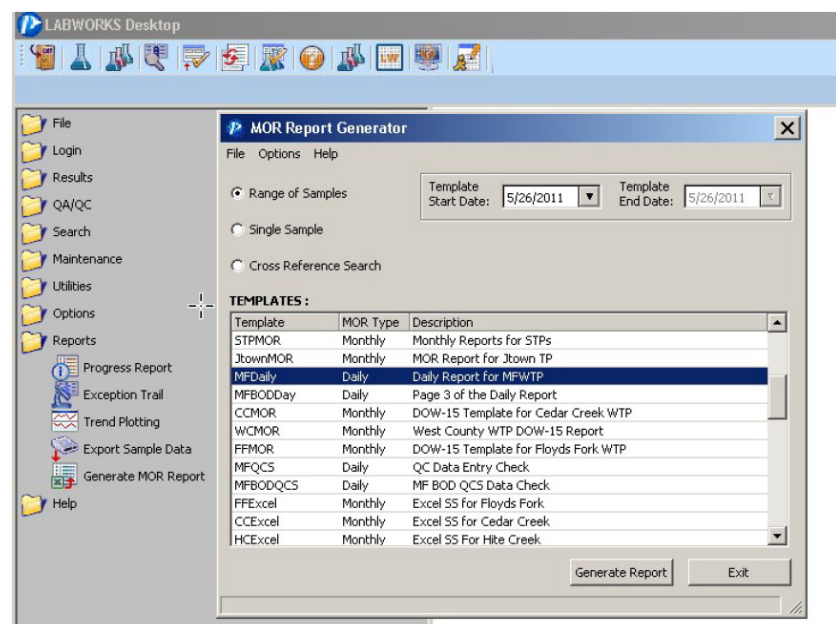 LABWORKS Desktop
LW
File
Login
Results
QA/QC
Search
Maintenance
Utilities
Options
Reports
Progress Report
Exception Trail
Trend Plotting
Export Sample Data
Generate MOR Report
Help
MOR Report Generator
File Options Help
Range of Samples
Template Start Date: 5/26/2011 Template End Date: 5/26/2011
Single Sample
Cross Reference Search
TEMPLATES :
Template MOR Type Description
STPMOR Monthly Monthly Reports for STPs
JtownMOR Monthly MOR Report for Jtown TP
MFDaily Daily Daily Report for MFWTP
MFBODDay Daily Page 3 of the Daily Report
CCMOR Monthly DOW-15 Template for Cedar Creek WTP
WCMOR Monthly West County WTP DOW-15 Report
FFMOR Monthly DOW-15 Template for Floyds Fork WTP
MFQCS Daily QC Data Entry Check
MFBODQCS Daily MF BOD QCS Data Check
FFExcel Monthly Excel SS for Floyds Fork
CCExcel Monthly Excel SS for Cedar Creek
HCExcel Monthly Excel SS For Hite Creek
Generate Report Exit